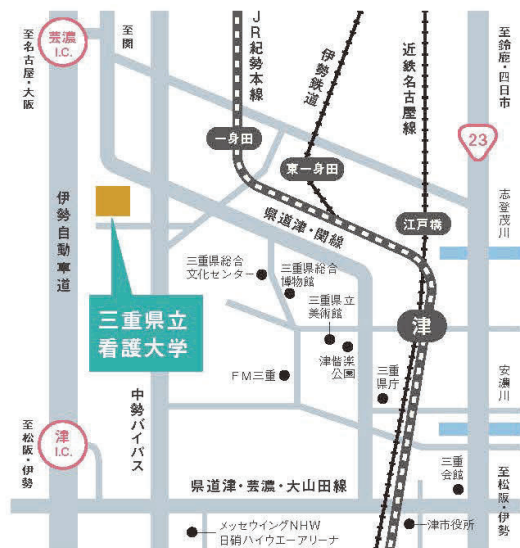 至名古屋・大阪
芸濃
I.C.
至関
JR紀勢本線
伊勢鉄道
近鉄名古屋線
至鈴鹿・四日市
23
一身田
東一身田
志登茂川
県道津・関線
江戸橋
伊勢自動車道
三重県立
看護大学
三重県総合
文化センター
三重県総合
博物館
三重県立
美術館
津偕楽
公園
津
FM三重
三重
県庁
安濃川
中勢バイパス
至松阪・伊勢
津
I.C.
県道津・芸濃・大山田線
三重
会館
至松阪・伊勢
メッセウイングNHW
日硝ハイウエーアリーナ
津市役所